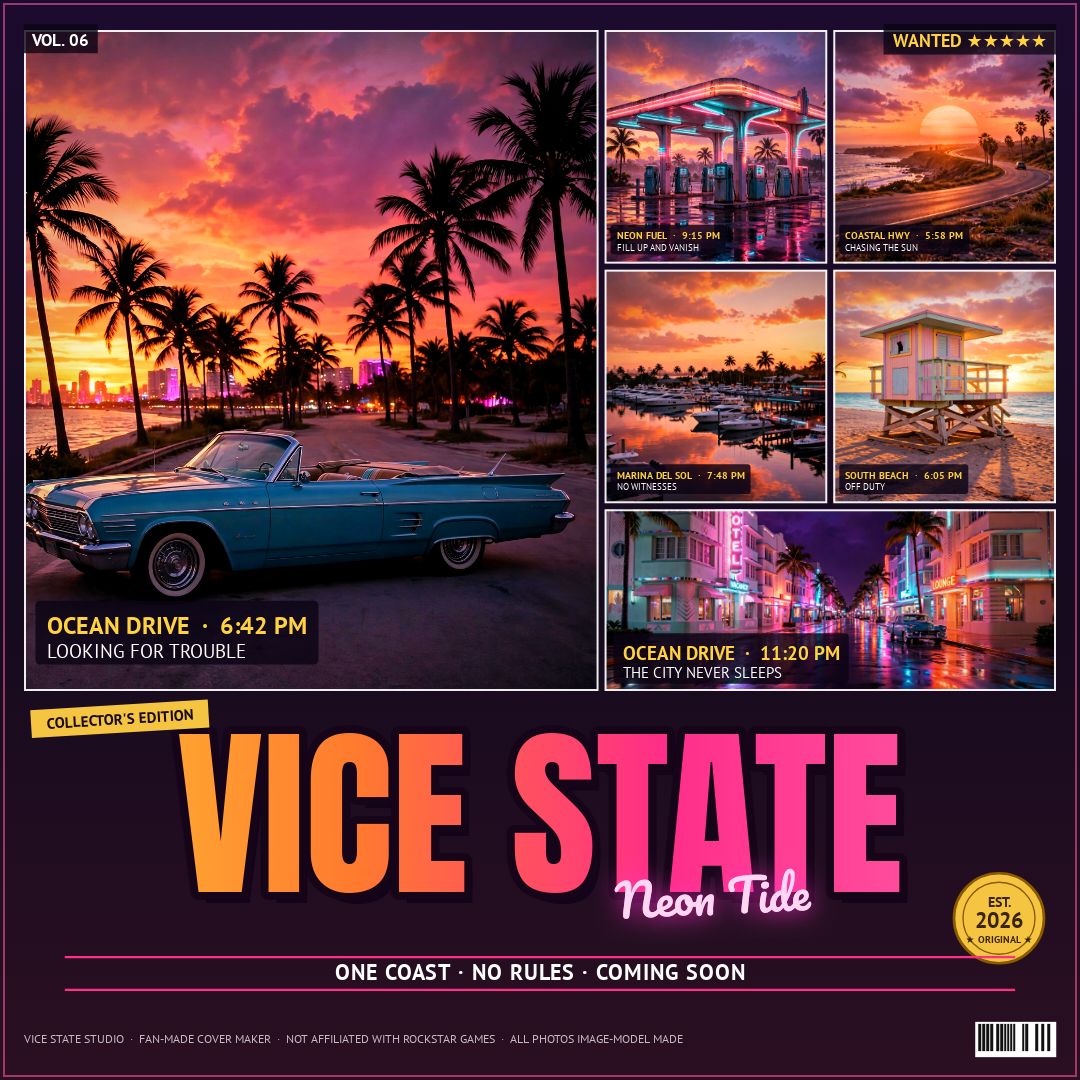 VOL. 06
WANTED ★★★★★
NEON FUEL · 9:15 PM
FILL UP AND VANISH
COASTAL HWY · 5:58 PM
CHASING THE SUN
MARINA DEL SOL · 7:48 PM
NO WITNESSES
SOUTH BEACH · 6:05 PM
OFF DUTY
OCEAN DRIVE · 6:42 PM
LOOKING FOR TROUBLE
OTEL
VACANCY
LOUNGE
OCEAN DRIVE · 11:20 PM
THE CITY NEVER SLEEPS
COLLECTOR'S EDITION
VICE STATE
Neon Tide
EST.
2026
★ ORIGINAL ★
ONE COAST · NO RULES · COMING SOON
VICE STATE STUDIO · FAN-MADE COVER MAKER · NOT AFFILIATED WITH ROCKSTAR GAMES · ALL PHOTOS IMAGE-MODEL MADE